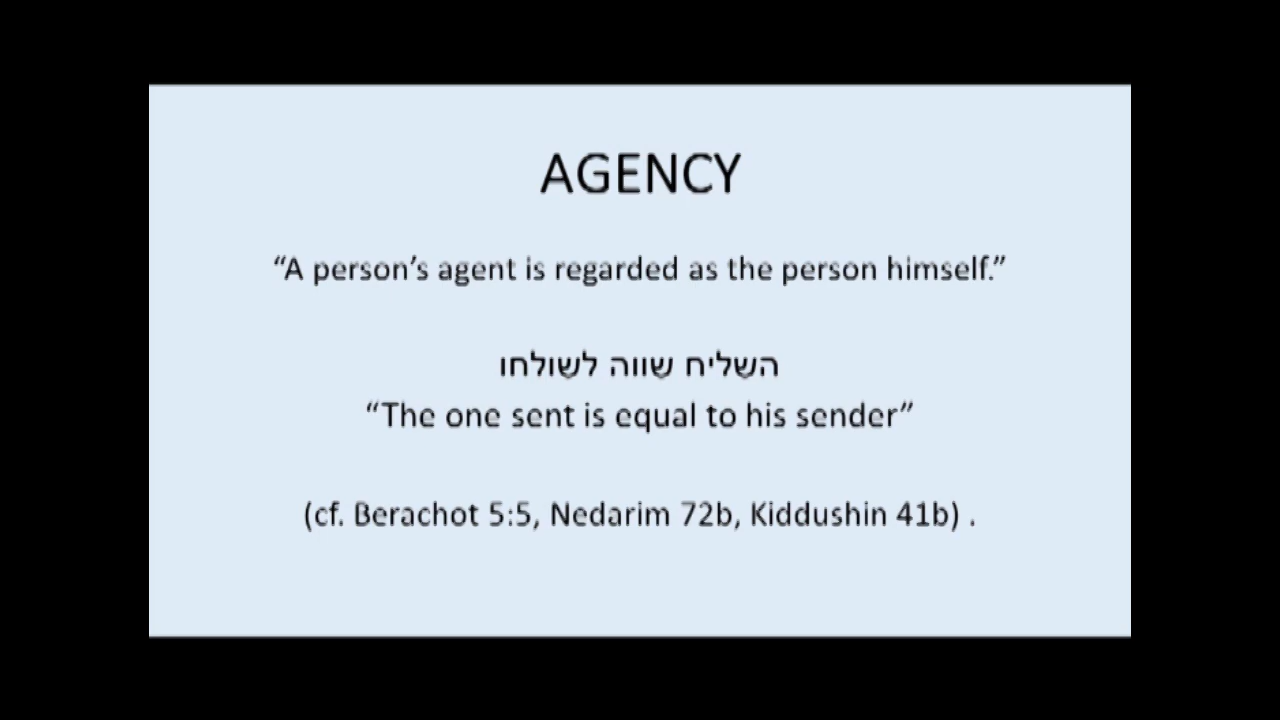 AGENCY
“A person’s agent is regarded as the person himself.”
השליח שווה לשולחו
“The one sent is equal to his sender”
(cf. Berachot 5:5, Nedarim 72b, Kiddushin 41b) .